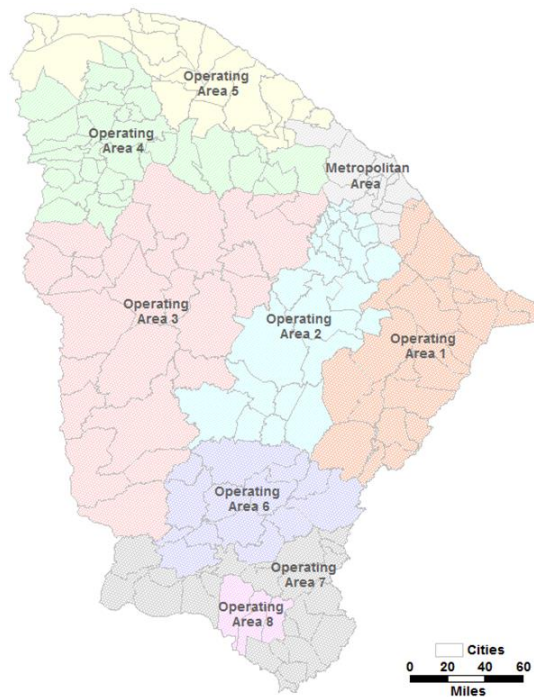 Operating
Area 5
Operating
Area 4
Metropolitan
Area
Operating
Area 3
Operating
Area 2
Operating
Area 1
Operating
Area 6
Operating
Area 7
Operating
Area 8
Cities
0 20 40 60
Miles